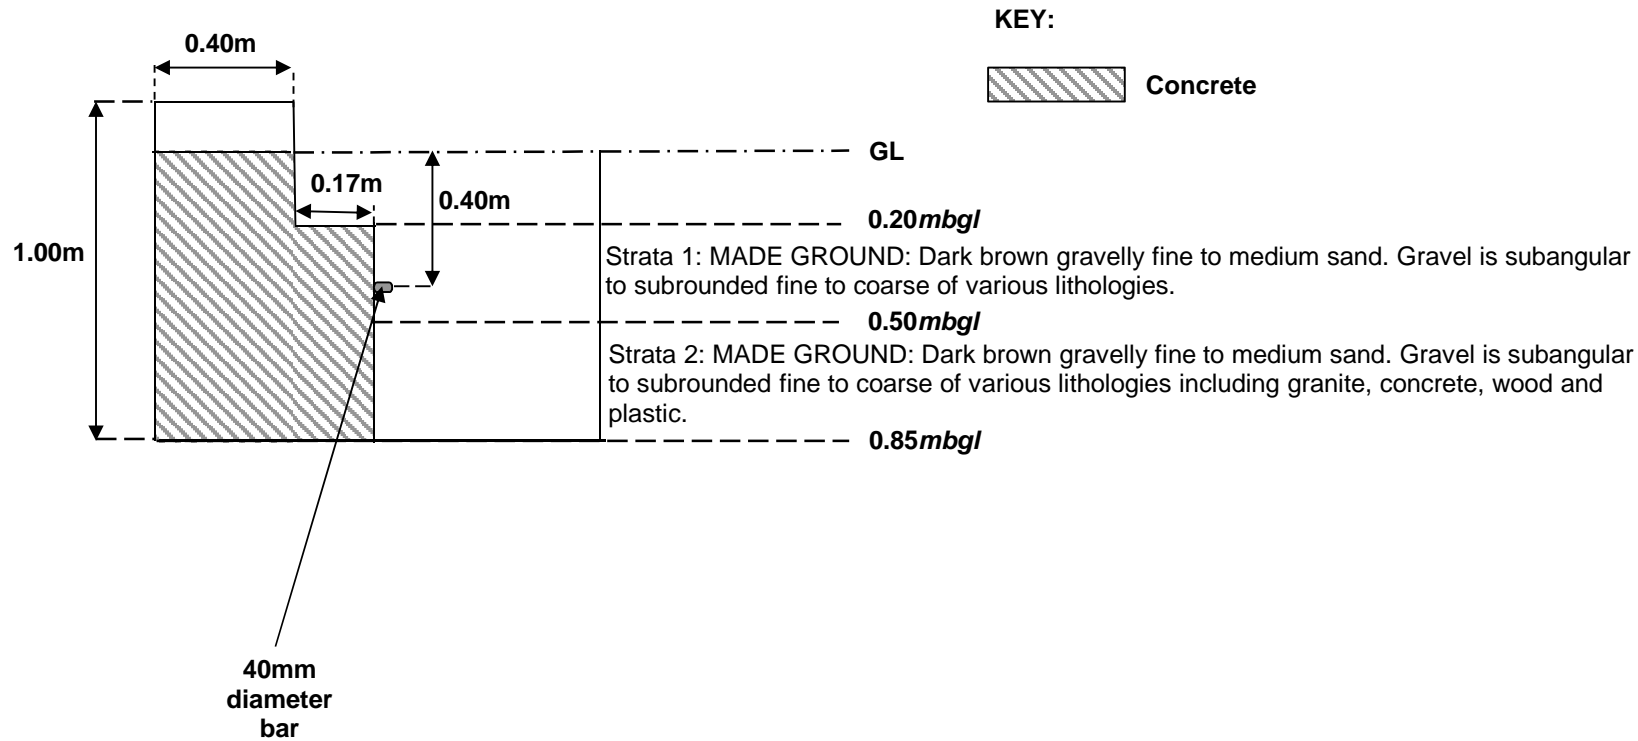 KEY:
0.40m
Concrete
GL
0.17m
0.40m
0.20mbgl
1.00m
Strata 1: MADE GROUND: Dark brown gravelly fine to medium sand. Gravel is subangular
to subrounded fine to coarse of various lithologies.
0.50mbgl
Strata 2: MADE GROUND: Dark brown gravelly fine to medium sand. Gravel is subangular
to subrounded fine to coarse of various lithologies including granite, concrete, wood and
plastic.
0.85mbgl
40mm
diameter
bar